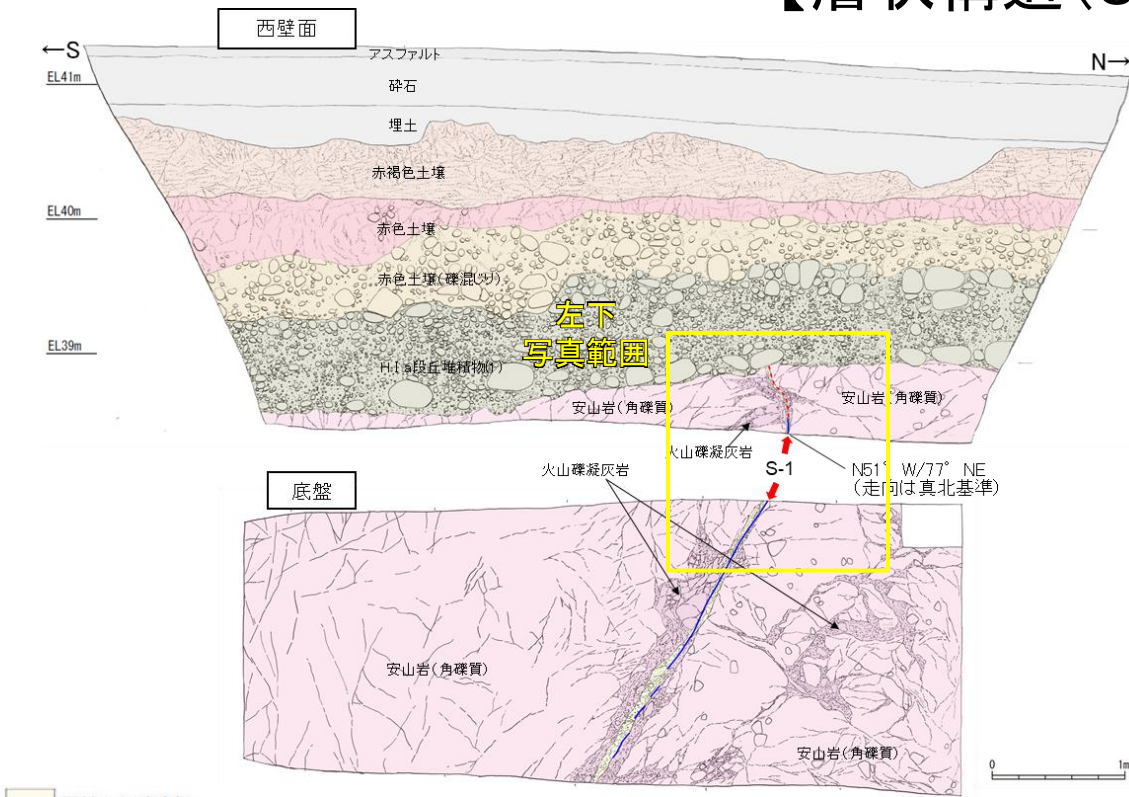 【層状構造(S
西壁面
←S
N→
アスファルト
EL41m
砕石
埋土
赤褐色土壌
EL40m
赤色土壌
赤色土壌(礫混じり)
左下
写真範囲
EL39m
H.Ⅰ.a段丘堆積物(1)
安山岩(角礫質)
安山岩(角礫質)
火山礫凝灰岩
火山礫凝灰岩
S-1
N51°W/77°NE
(走向は真北基準)
底盤
安山岩(角礫質)
安山岩(角礫質)
0
1m